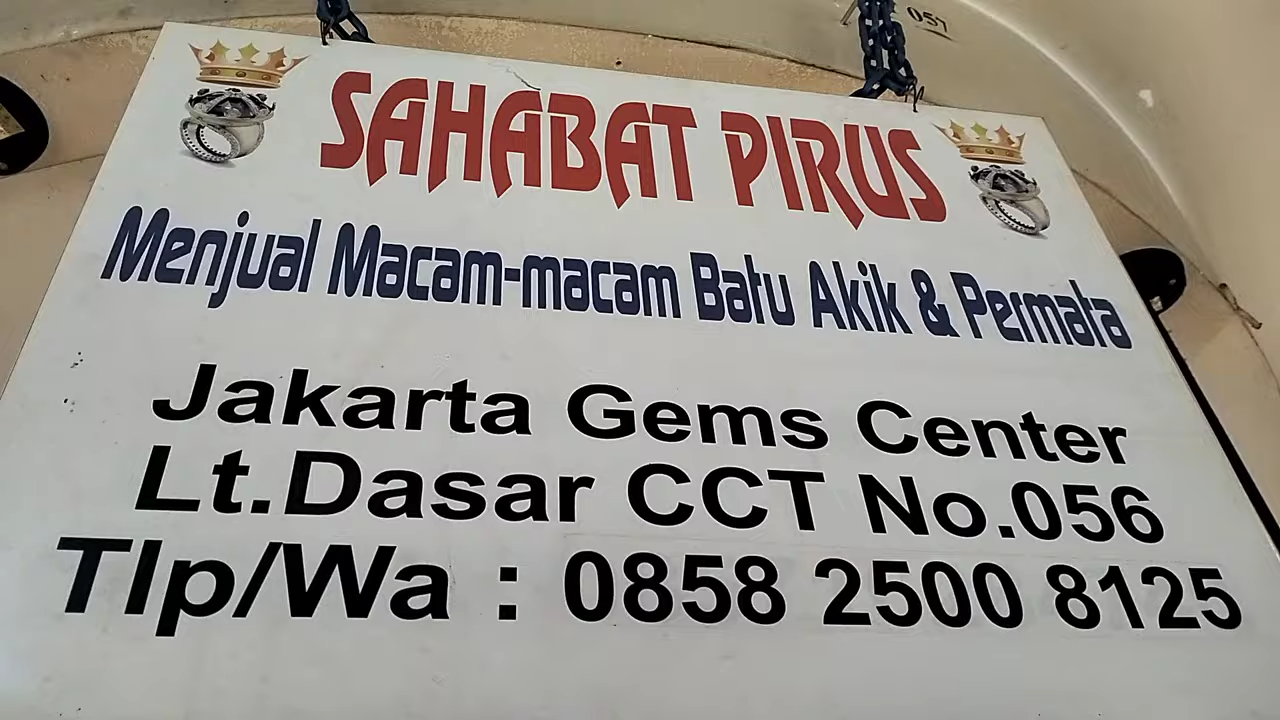 057
SAHABAT PIRUS
Menjual Macam-macam Batu Akik & Permata
Jakarta Gems Center
Lt.Dasar CCT No.056
Tlp/Wa : 0858 2500 8125